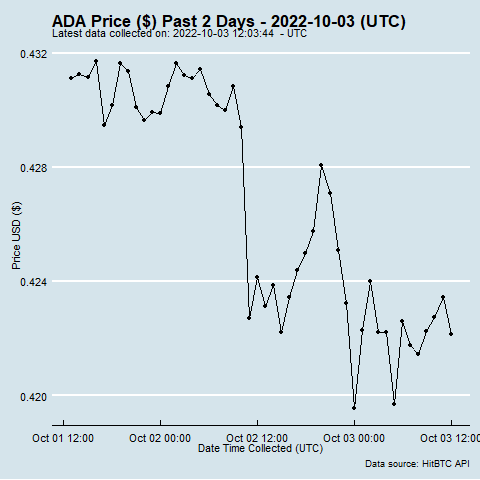 ADA Price ($) Past 2 Days - 2022-10-03 (UTC)
Latest data collected on: 2022-10-03 12:03:44 - UTC
0.432
0.428
0.424
0.420
Price USD ($)
Oct 01 12:00 Oct 02 00:00 Oct 02 12:00 Oct 03 00:00 Oct 03 12:00
Date Time Collected (UTC)
Data source: HitBTC API